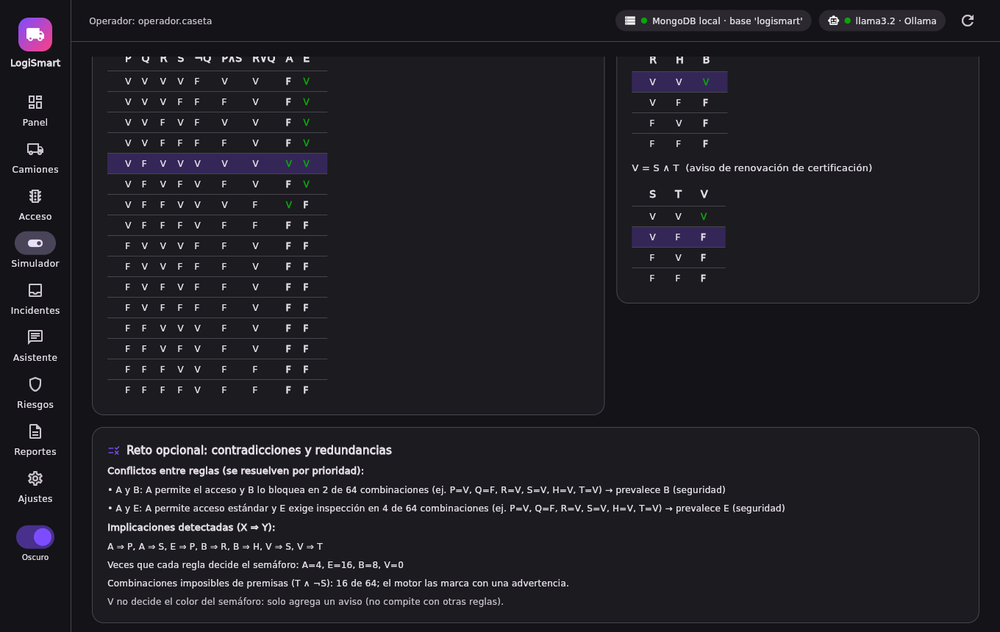 LogiSmart
Panel
Camiones
Acceso
Simulador
Incidentes
Asistente
Riesgos
Reportes
Ajustes
Oscuro
Operador: operador.caseta
MongoDB local · base 'logismart'
llama3.2 · Ollama
P Q R S ¬Q P∧S R∨Q A E
V V V V F V V F V
V V V F F F V F V
V V F V F V V F V
V V F F F F V F V
V F V V V V V V V
V F V F V F V F V
V F F V V V F V F
V F F F V F F F F
F V V V F F V F F
F V V F F F V F F
F V F V F F V F F
F V F F F F V F F
F F V V V F V F F
F F V F V F V F F
F F F V V F F F F
F F F F V F F F F
R H B
V V V
V F F
F V F
F F F
V = S ∧ T (aviso de renovación de certificación)
S T V
V V V
V F F
F V F
F F F
Reto opcional: contradicciones y redundancias
Conflictos entre reglas (se resuelven por prioridad):
• A y B: A permite el acceso y B lo bloquea en 2 de 64 combinaciones (ej. P=V, Q=F, R=V, S=V, H=V, T=V) → prevalece B (seguridad)
• A y E: A permite acceso estándar y E exige inspección en 4 de 64 combinaciones (ej. P=V, Q=F, R=V, S=V, H=V, T=V) → prevalece E (seguridad)
Implicaciones detectadas (X ⇒ Y):
A ⇒ P, A ⇒ S, E ⇒ P, B ⇒ R, B ⇒ H, V ⇒ S, V ⇒ T
Veces que cada regla decide el semáforo: A=4, E=16, B=8, V=0
Combinaciones imposibles de premisas (T ∧ ¬S): 16 de 64; el motor las marca con una advertencia.
V no decide el color del semáforo: solo agrega un aviso (no compite con otras reglas).